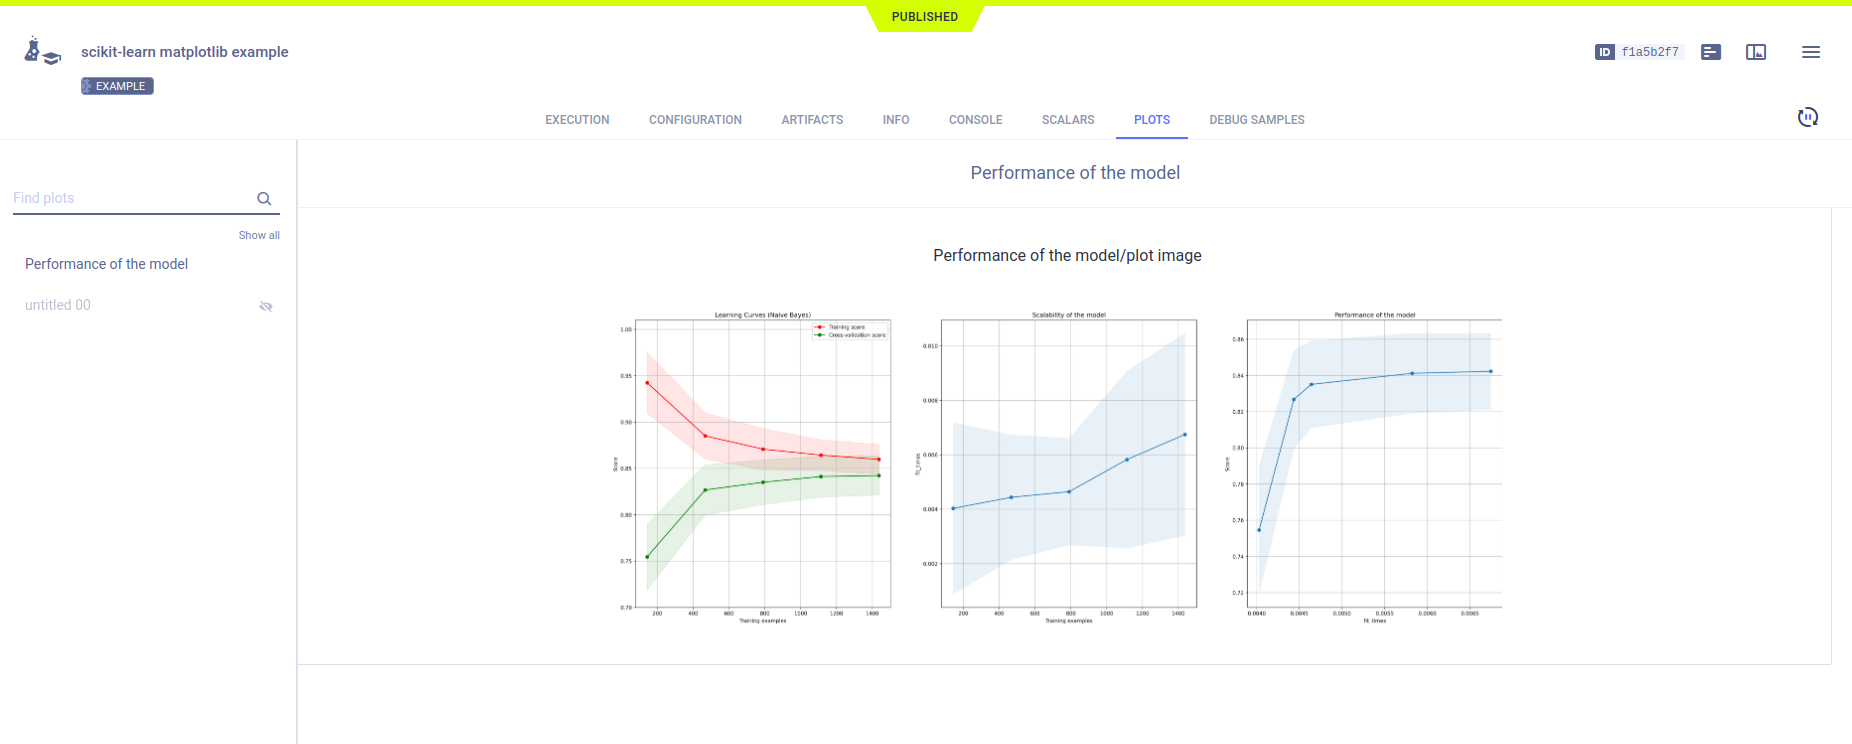 PUBLISHED
scikit-learn matplotlib example
ID f1a5b2f7
EXAMPLE
EXECUTION CONFIGURATION ARTIFACTS INFO CONSOLE SCALARS PLOTS DEBUG SAMPLES
Performance of the model
Find plots
Show all
Performance of the model
untitled 00
Performance of the model/plot image
Learning Curves (Naive Bayes)
Training score
Cross-validation score
1.00
0.95
0.90
0.85
0.80
0.75
0.70
Score
200 400 600 800 1000 1200 1400
Training examples
Scalability of the model
0.010
0.008
0.006
0.004
0.002
fit_times
200 400 600 800 1000 1200 1400
Training examples
Performance of the model
0.86
0.84
0.82
0.80
0.78
0.76
0.74
0.72
Score
0.0040 0.0045 0.0050 0.0055 0.0060 0.0065
fit_times